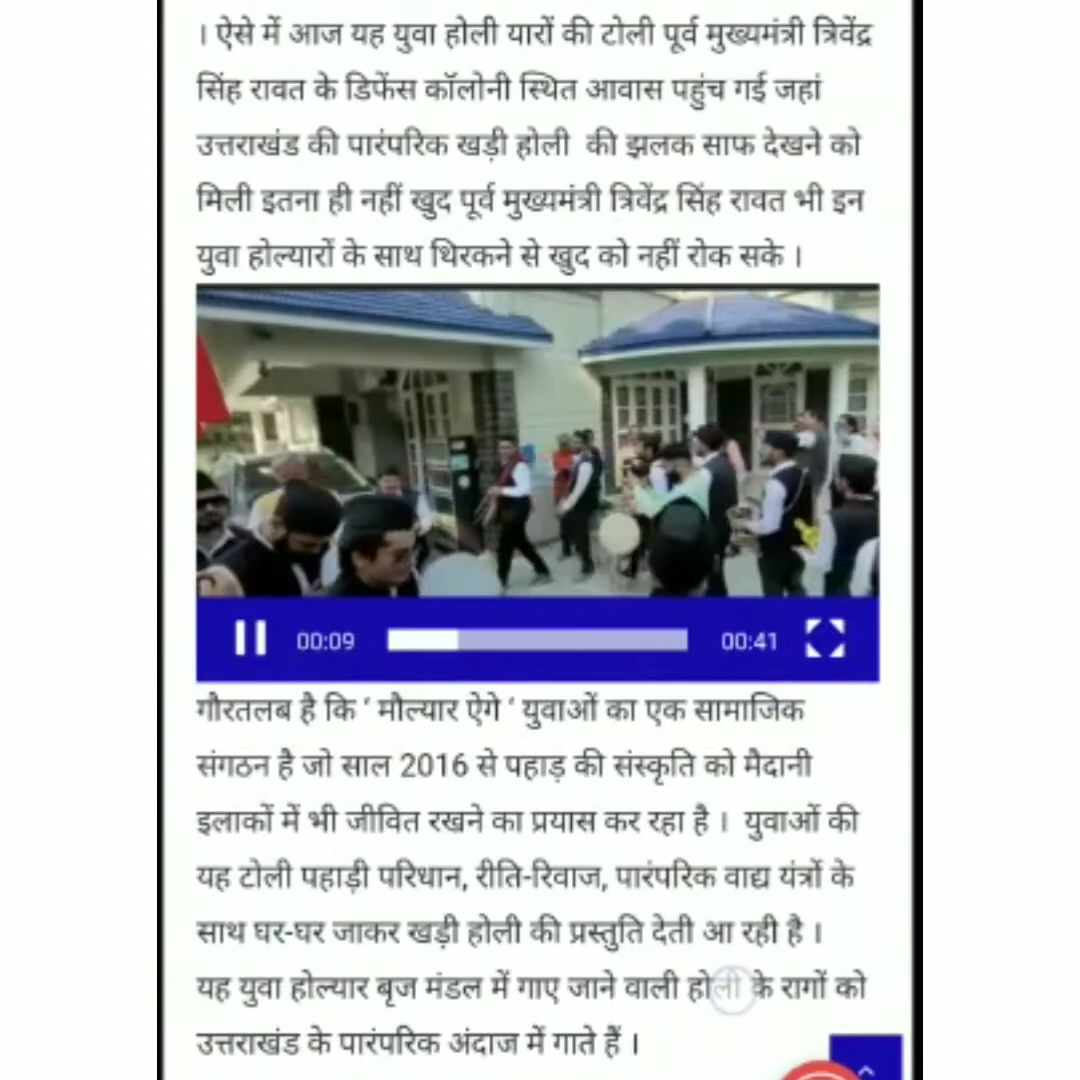 । ऐसे में आज यह युवा होली यारों की टोली पूर्व मुख्यमंत्री त्रिवेंद्र
सिंह रावत के डिफेंस कॉलोनी स्थित आवास पहुंच गई जहां
उत्तराखंड की पारंपरिक खड़ी होली की झलक साफ देखने को
मिली इतना ही नहीं खुद पूर्व मुख्यमंत्री त्रिवेंद्र सिंह रावत भी इन
युवा होल्यारों के साथ थिरकने से खुद को नहीं रोक सके ।
00:09 00:41
गौरतलब है कि ‘ मौल्यार ऐगे ‘ युवाओं का एक सामाजिक
संगठन है जो साल 2016 से पहाड़ की संस्कृति को मैदानी
इलाकों में भी जीवित रखने का प्रयास कर रहा है । युवाओं की
यह टोली पहाड़ी परिधान, रीति-रिवाज, पारंपरिक वाद्य यंत्रों के
साथ घर-घर जाकर खड़ी होली की प्रस्तुति देती आ रही है ।
यह युवा होल्यार बृज मंडल में गाए जाने वाली होली के रागों को
उत्तराखंड के पारंपरिक अंदाज में गाते हैं ।